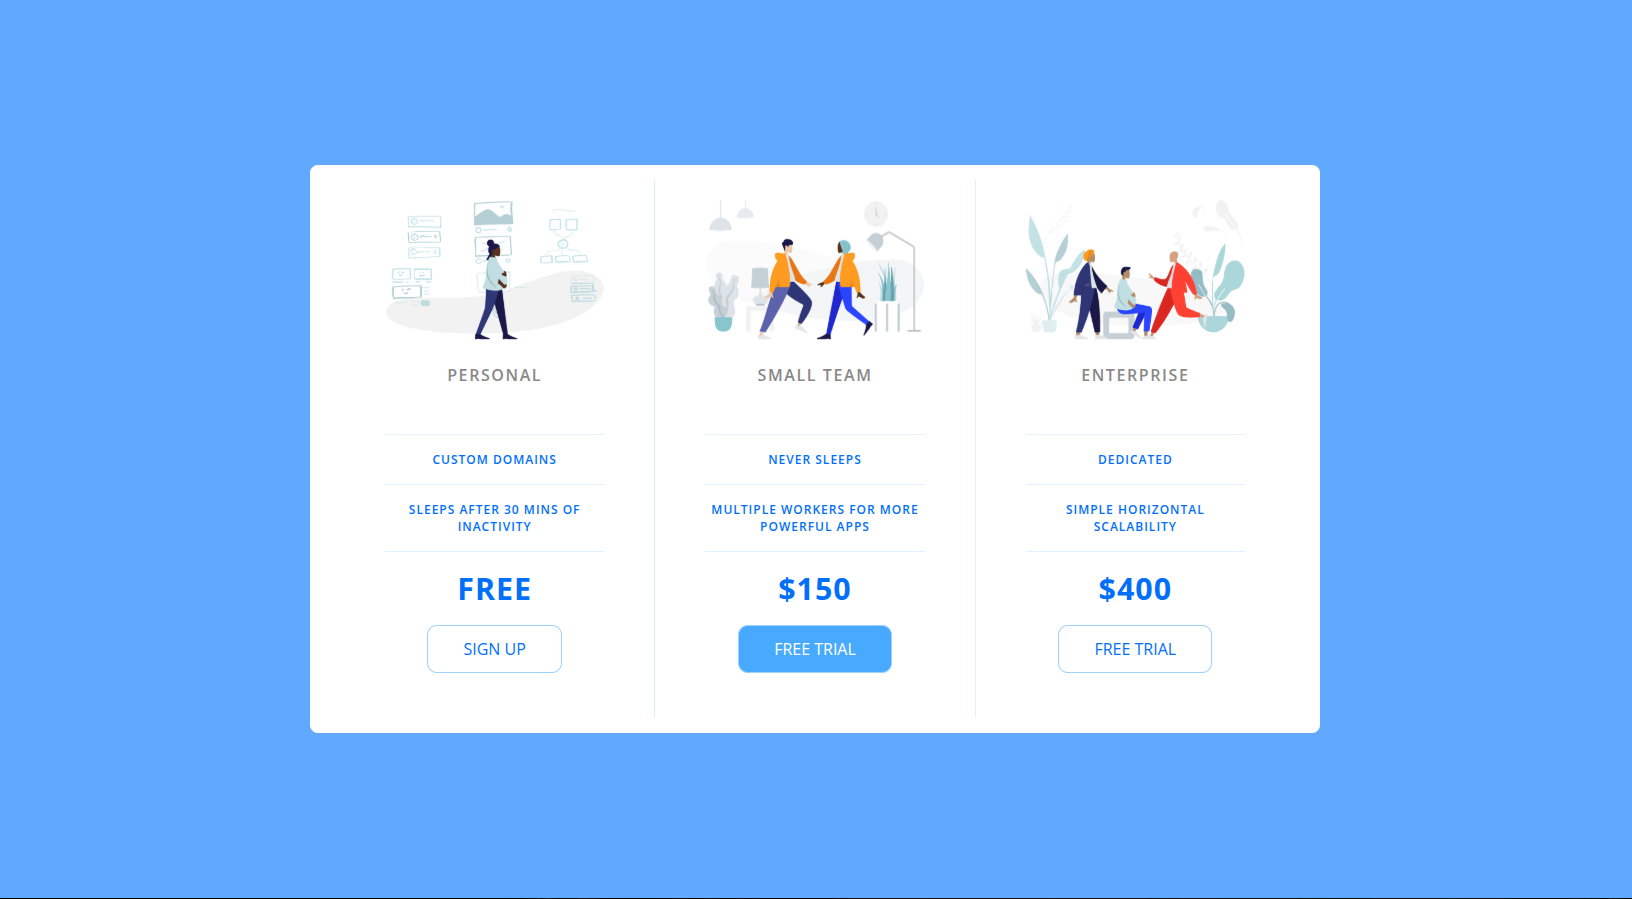 PERSONAL
CUSTOM DOMAINS
SLEEPS AFTER 30 MINS OF
INACTIVITY
FREE
SIGN UP
SMALL TEAM
NEVER SLEEPS
MULTIPLE WORKERS FOR MORE
POWERFUL APPS
$150
FREE TRIAL
ENTERPRISE
DEDICATED
SIMPLE HORIZONTAL
SCALABILITY
$400
FREE TRIAL